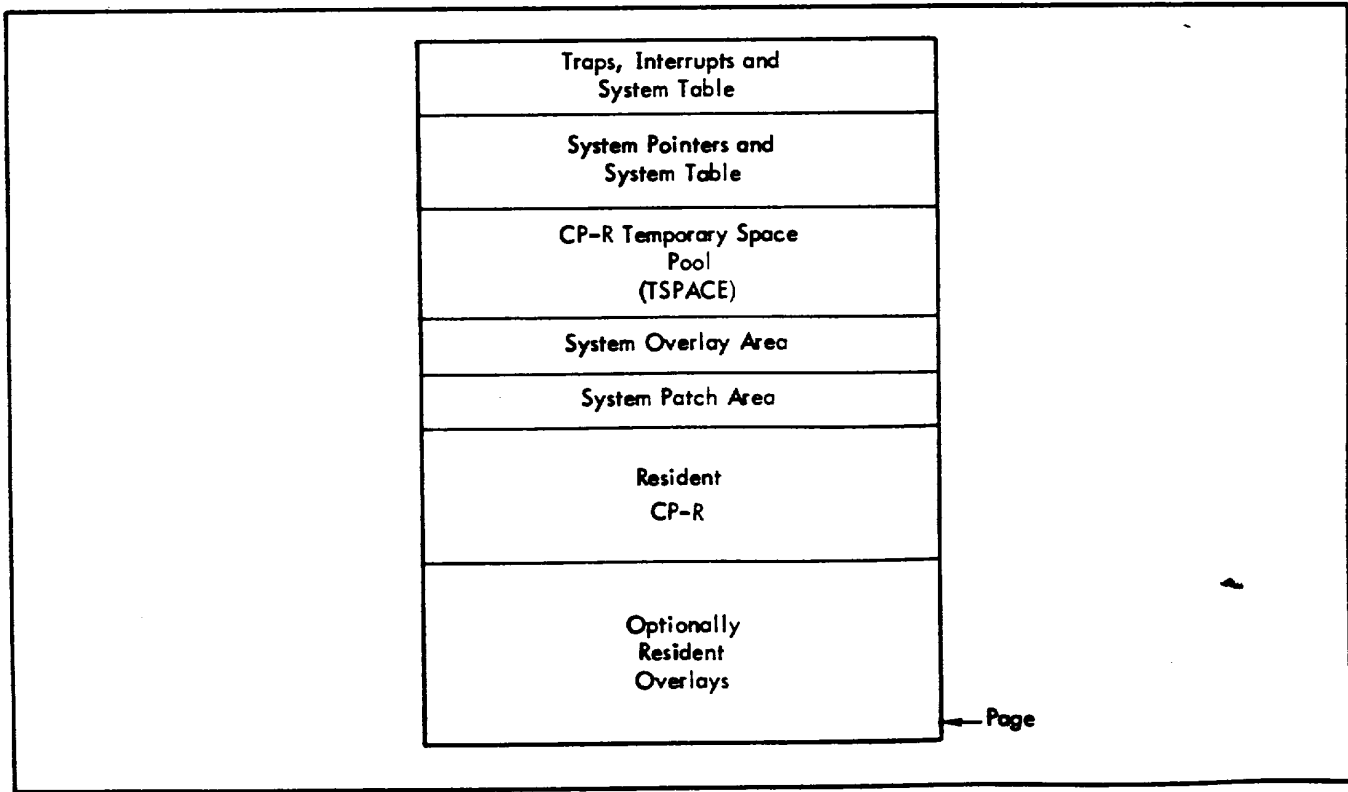 Traps, Interrupts and
System Table
System Pointers and
System Table
CP-R Temporary Space
Pool
(TSPACE)
System Overlay Area
System Patch Area
Resident
CP-R
Optionally
Resident
Overlays
Page